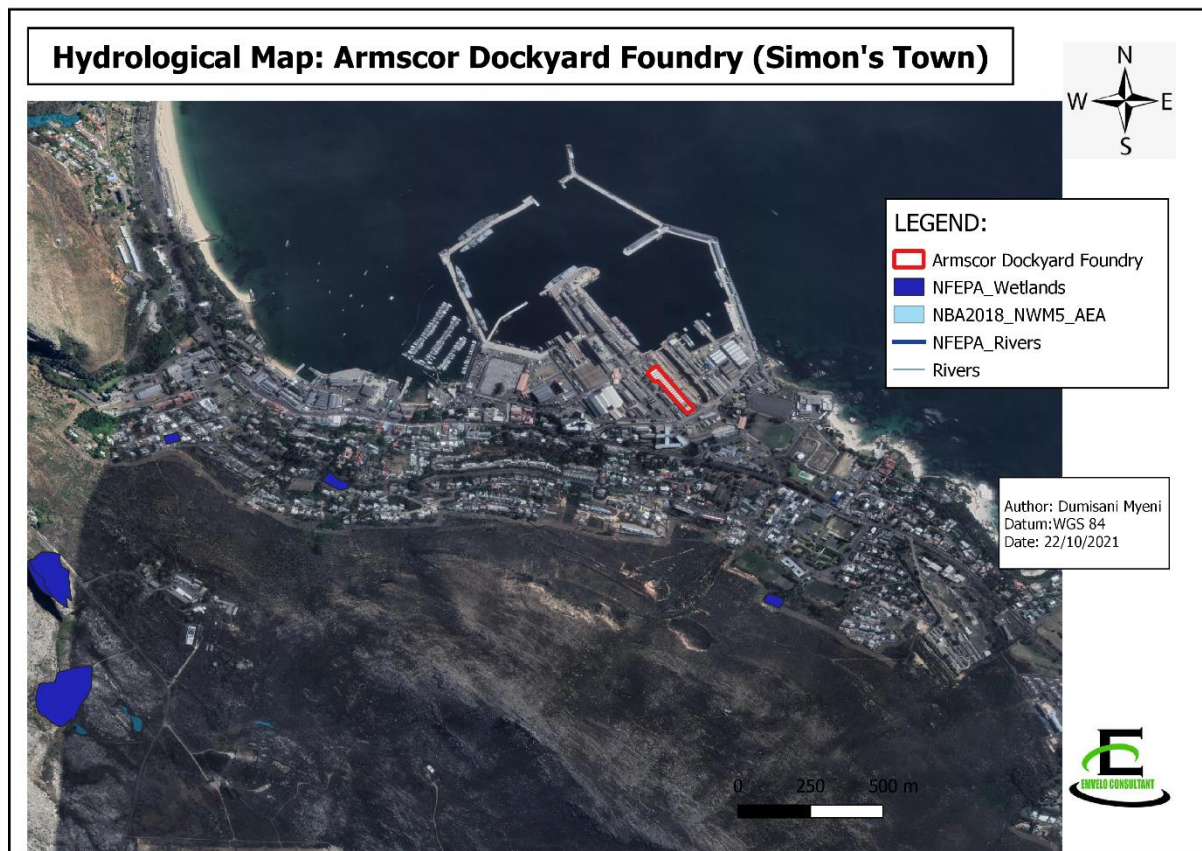 Hydrological Map: Armscor Dockyard Foundry (Simon's Town)
N
W E
S
LEGEND:
Armscor Dockyard Foundry
NFEPA_Wetlands
NBA2018_NWM5_AEA
NFEPA_Rivers
Rivers
Author: Dumisani Myeni
Datum:WGS 84
Date: 22/10/2021
E
EMVELO CONSULTANT
0 250 500 m